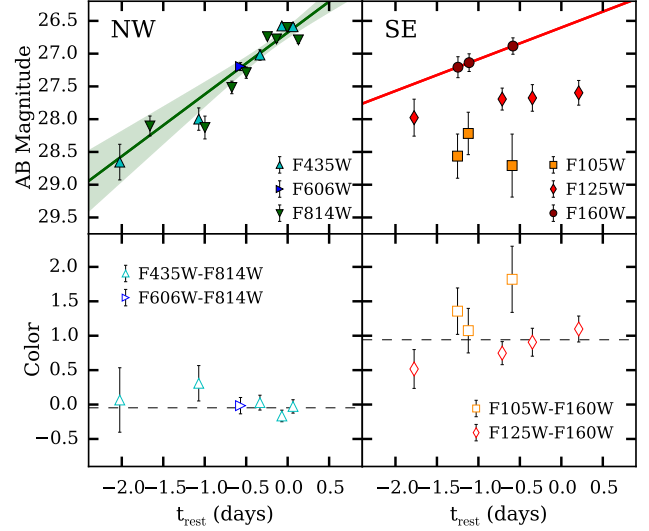 NW
SE
AB Magnitude
26.5
27.0
27.5
28.0
28.5
29.0
29.5
F435W
F606W
F814W
F105W
F125W
F160W
Color
2.0
1.5
1.0
0.5
0.0
−0.5
F435W-F814W
F606W-F814W
F105W-F160W
F125W-F160W
−2.0 −1.5 −1.0 −0.5 0.0 0.5
−2.0 −1.5 −1.0 −0.5 0.0 0.5
t_rest (days)
t_rest (days)